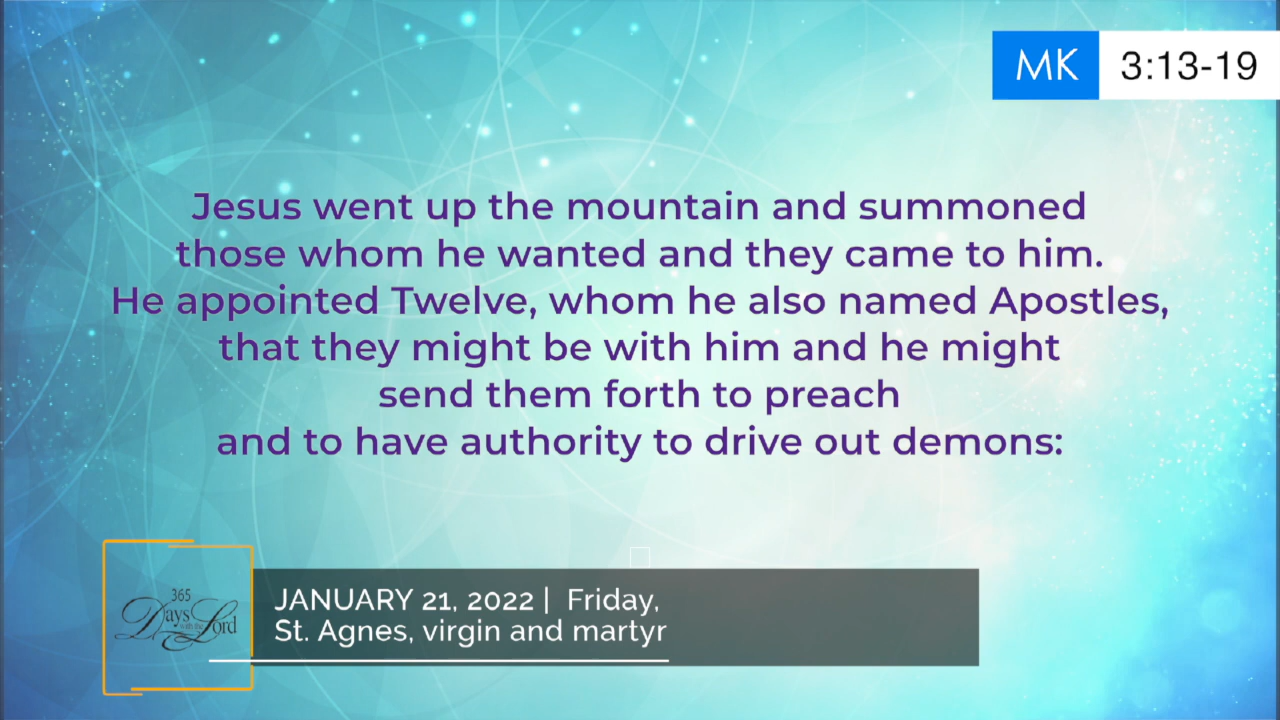 MK 3:13-19
Jesus went up the mountain and summoned
those whom he wanted and they came to him.
He appointed Twelve, whom he also named Apostles,
that they might be with him and he might
send them forth to preach
and to have authority to drive out demons:
365
Days with the Lord
JANUARY 21, 2022 | Friday,
St. Agnes, virgin and martyr